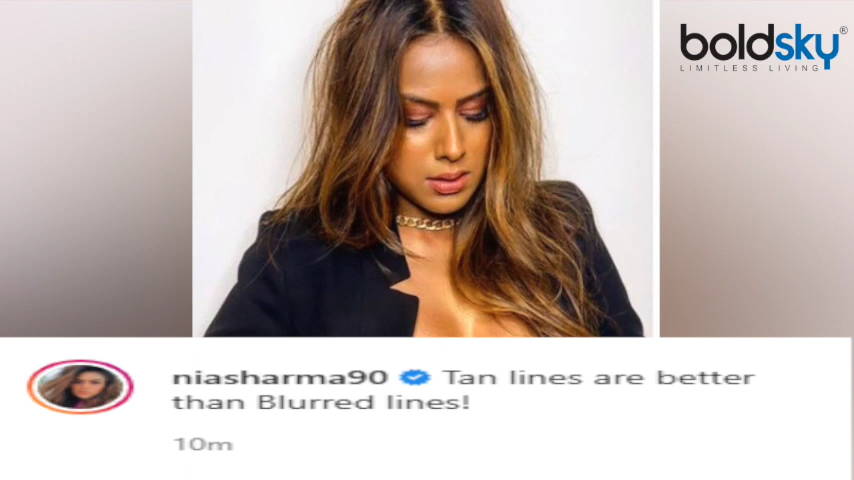 boldsky®
LIMITLESS LIVING
niasharma90 Tan lines are better
than Blurred lines!
10m